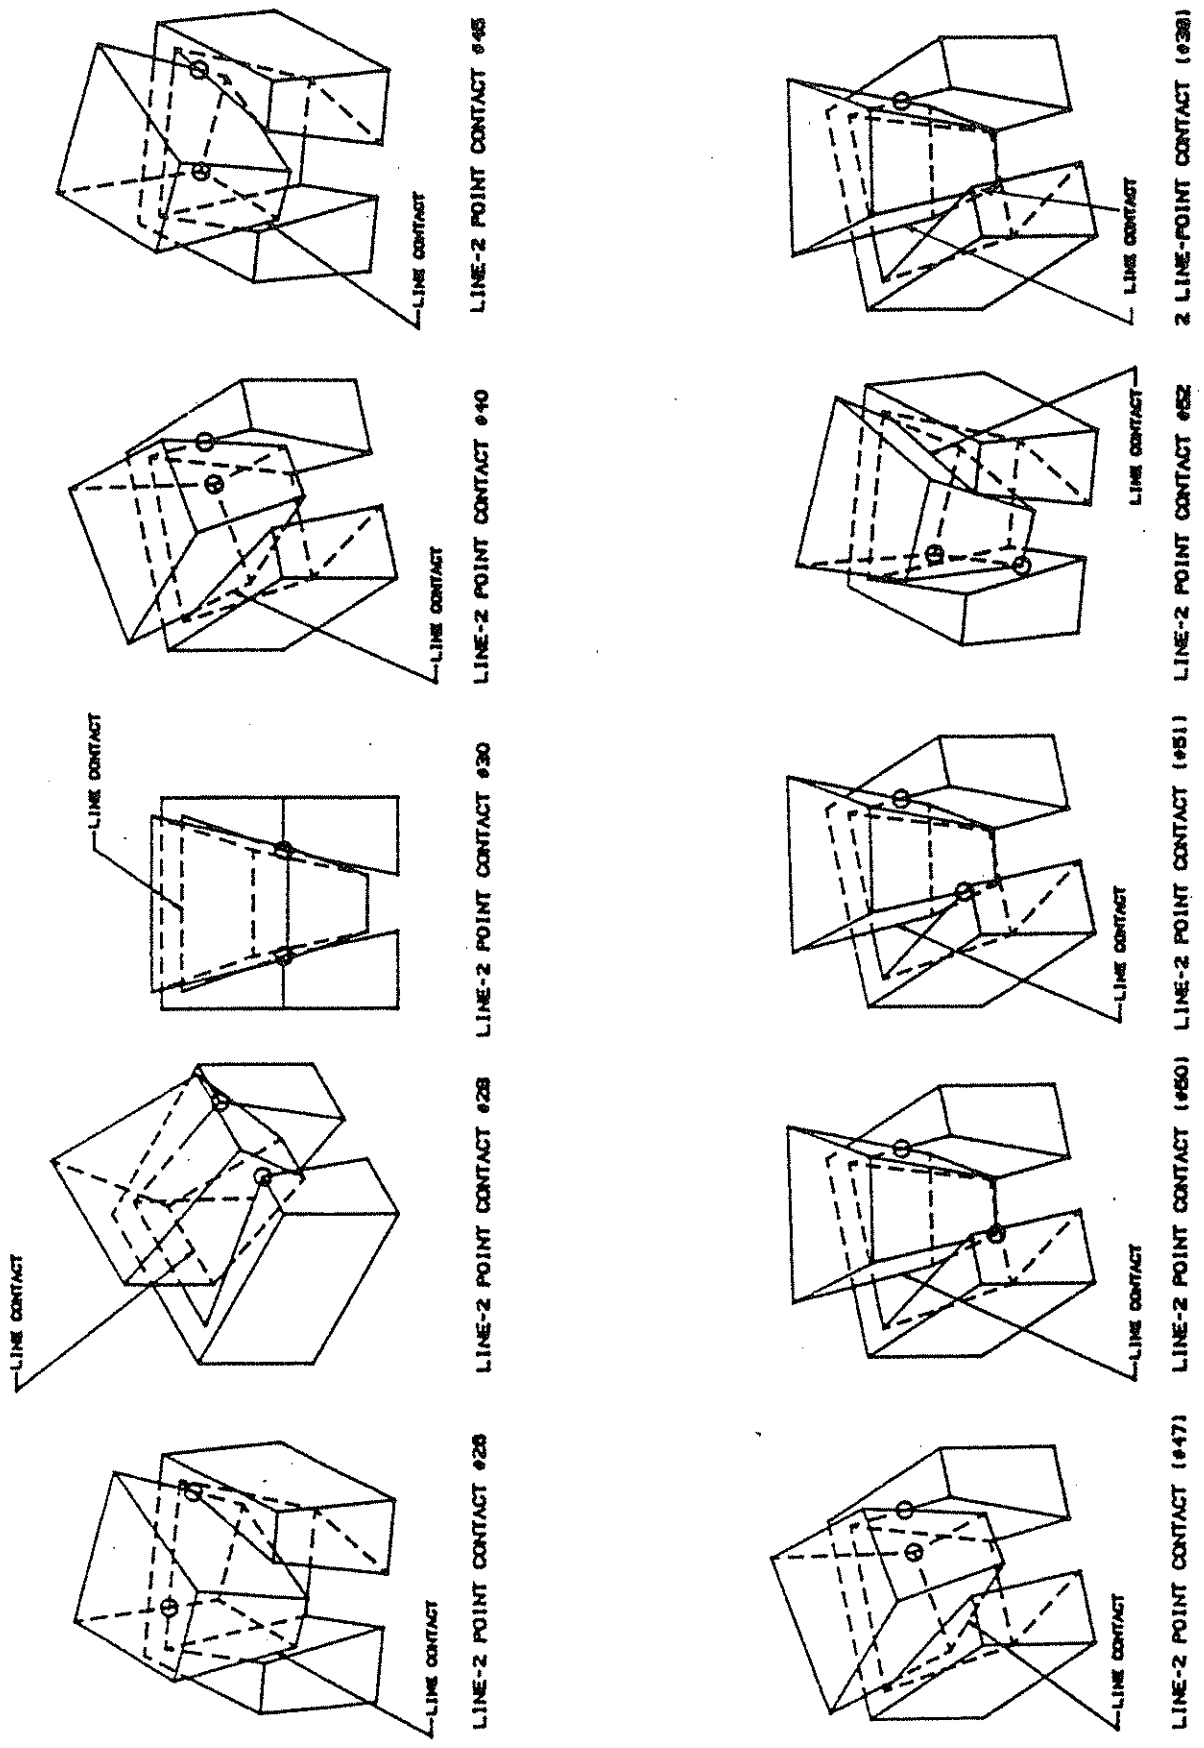 LINE CONTACT
LINE-2 POINT CONTACT #26
LINE CONTACT
LINE-2 POINT CONTACT #28
LINE CONTACT
LINE-2 POINT CONTACT #30
LINE CONTACT
LINE-2 POINT CONTACT #40
LINE CONTACT
LINE-2 POINT CONTACT #45
LINE CONTACT
LINE-2 POINT CONTACT (#47)
LINE CONTACT
LINE-2 POINT CONTACT (#50)
LINE CONTACT
LINE-2 POINT CONTACT (#51)
LINE CONTACT
LINE-2 POINT CONTACT #52
LINE CONTACT
2 LINE-POINT CONTACT (#38)